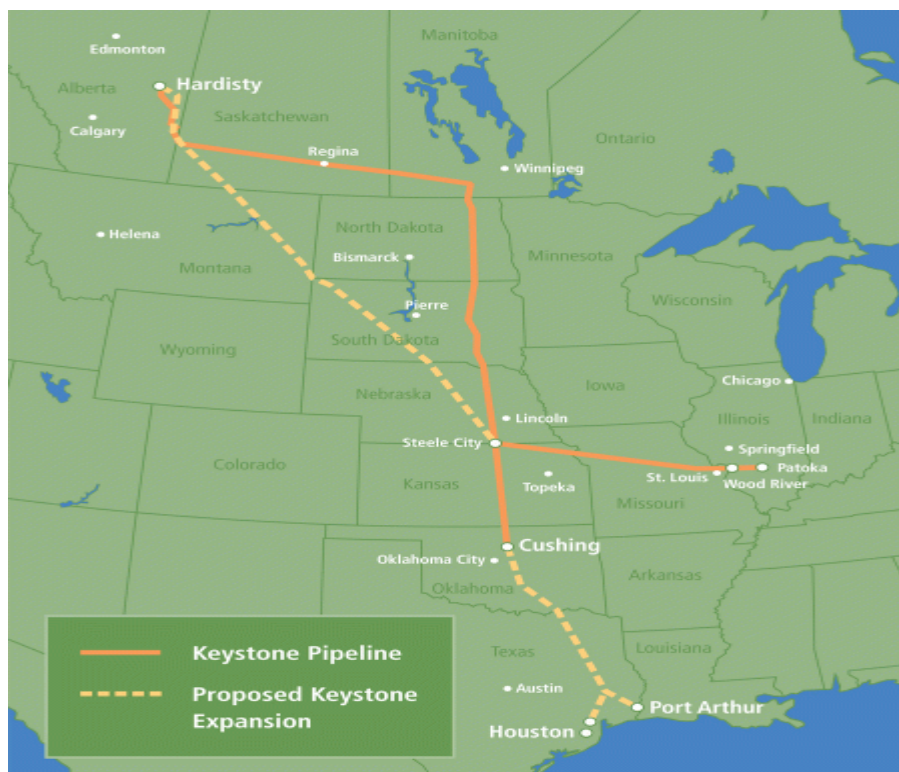 Edmonton
Manitoba
Hardisty
Alberta
Saskatchewan
Calgary
Ontario
Regina
Winnipeg
North Dakota
Helena
Bismarck
Minnesota
Montana
Pierre
Wisconsin
South Dakota
Wyoming
Chicago
Iowa
Nebraska
Lincoln
Illinois
Indiana
Steele City
Springfield
Colorado
Patoka
St. Louis
Wood River
Kansas
Topeka
Missouri
Cushing
Oklahoma City
Arkansas
Oklahoma
Texas
Louisiana
Austin
Port Arthur
Houston
Keystone Pipeline
Proposed Keystone
Expansion